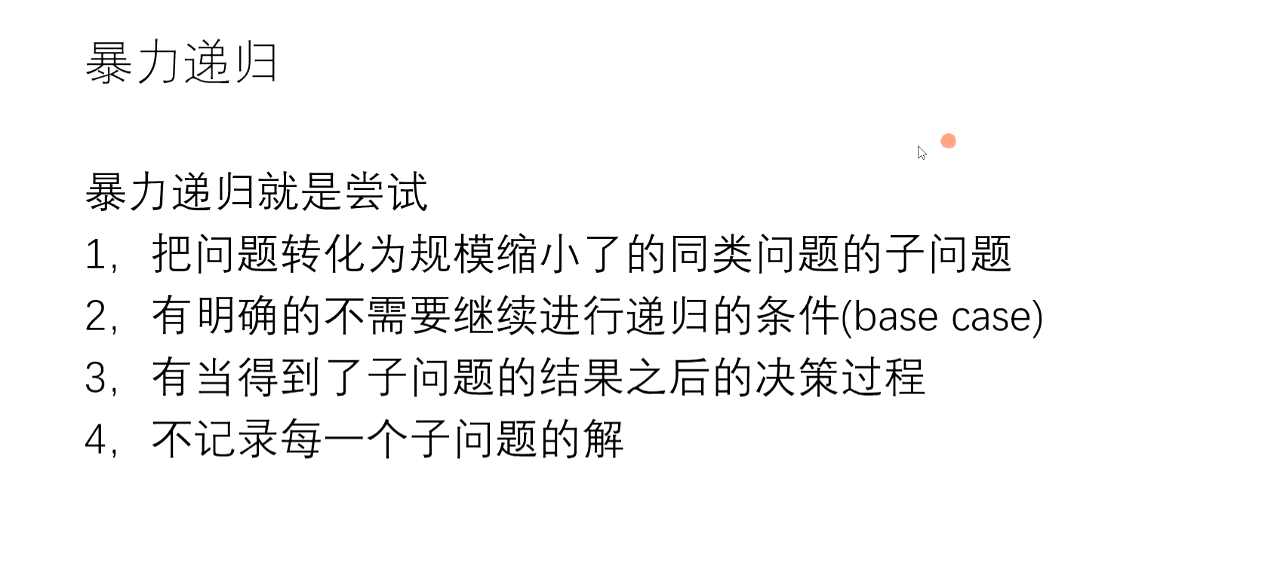 暴力递归
暴力递归就是尝试
1，把问题转化为规模缩小了的同类问题的子问题
2，有明确的不需要继续进行递归的条件(base case)
3，有当得到了子问题的结果之后的决策过程
4，不记录每一个子问题的解